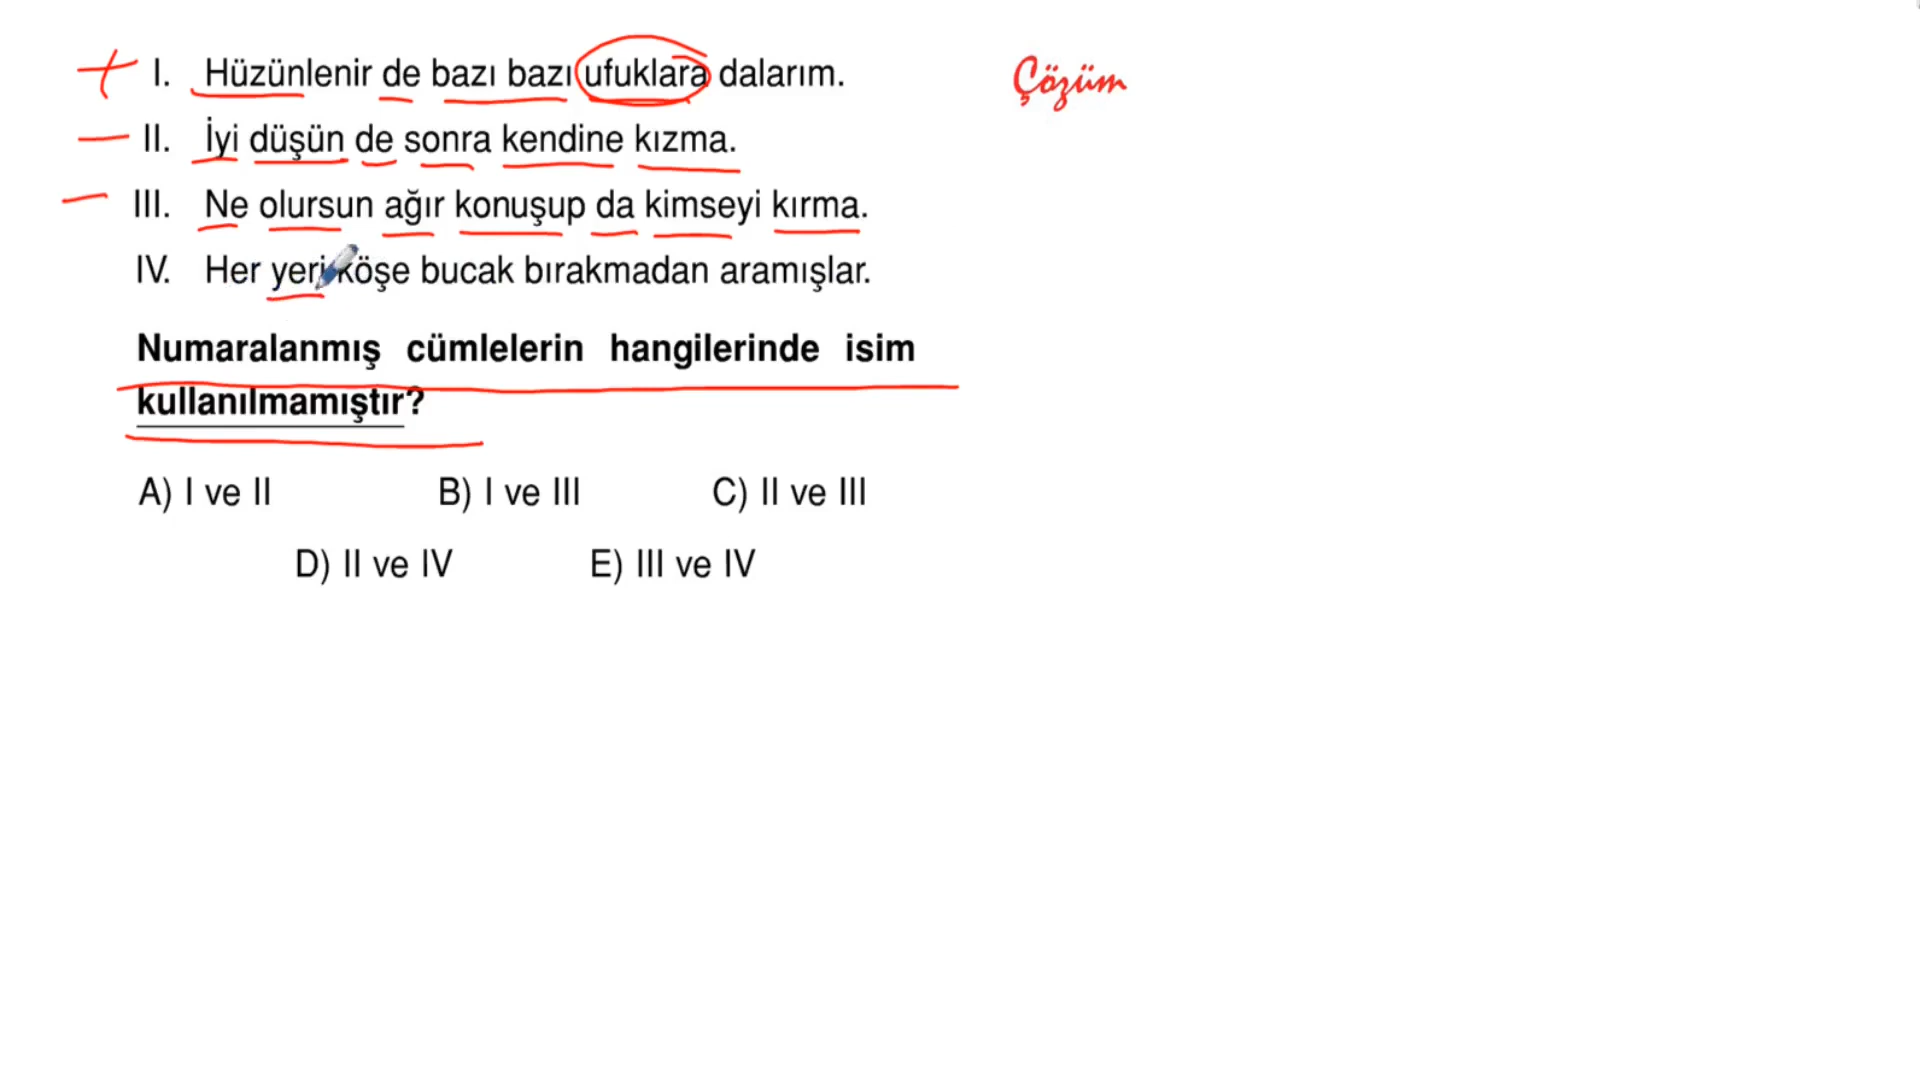 I. Hüzünlenir de bazı bazı ufuklara dalarım.
Çözüm
II. İyi düşün de sonra kendine kızma.
III. Ne olursun ağır konuşup da kimseyi kırma.
IV. Her yeri köşe bucak bırakmadan aramışlar.
Numaralanmış cümlelerin hangilerinde isim
kullanılmamıştır?
A) I ve II B) I ve III C) II ve III
D) II ve IV E) III ve IV